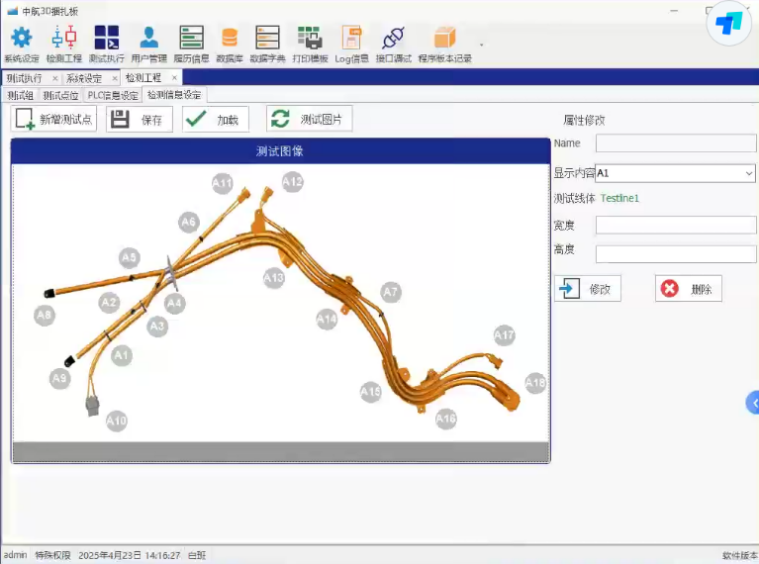 中航3D捆扎板
系统设定 检测工程 测试执行 用户管理 履历信息 数据库 数据字典 打印模板 Log信息 接口调试 程序版本记录
测试执行 × 系统设定 × 检测工程 ×
测试组 测试点位 PLC信息设定 检测信息设定
新增测试点 保存 加载 测试图片
测试图像
A11 A12
A6
A5
A8 A2 A4 A13 A7
A3 A14
A1 A17
A9 A15 A18
A10 A16
属性修改
Name
显示内容 A1
测试线体 Testline1
宽度
高度
修改 删除
admin 特殊权限 2025年4月23日 14:16:27 白班 软件版本